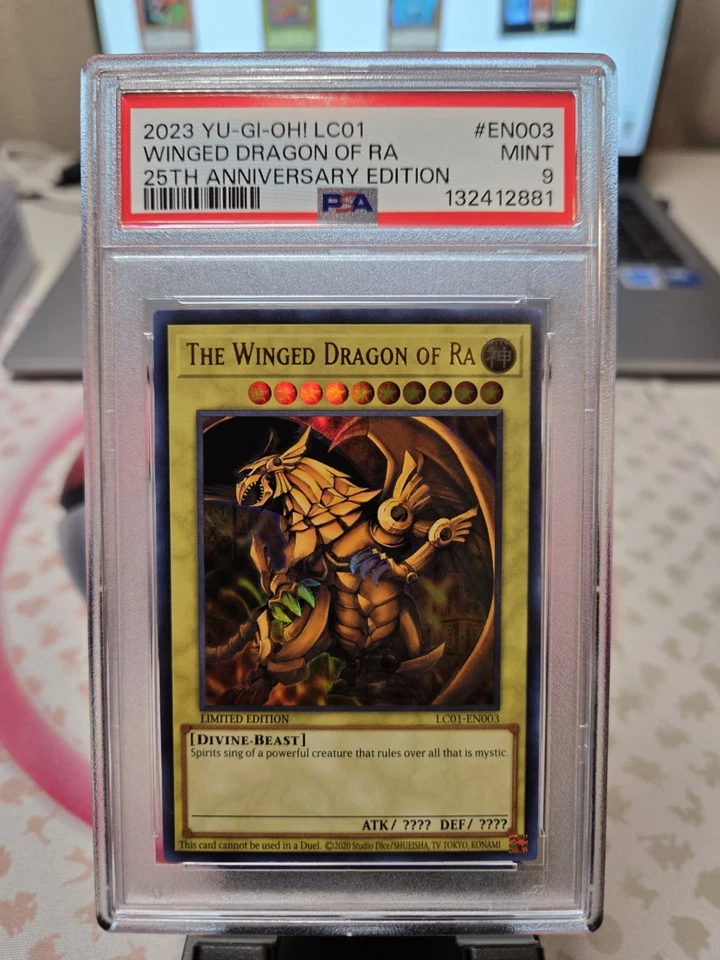 2023 YU-GI-OH! LC01 #EN003
WINGED DRAGON OF RA MINT
25TH ANNIVERSARY EDITION 9
PSA 132412881
THE WINGED DRAGON OF RA 神
LIMITED EDITION LC01-EN003
[DIVINE-BEAST]
Spirits sing of a powerful creature that rules over all that is mystic.
ATK/ ???? DEF/ ????
This card cannot be used in a Duel. ©2020 Studio Dice/SHUEISHA, TV TOKYO, KONAMI